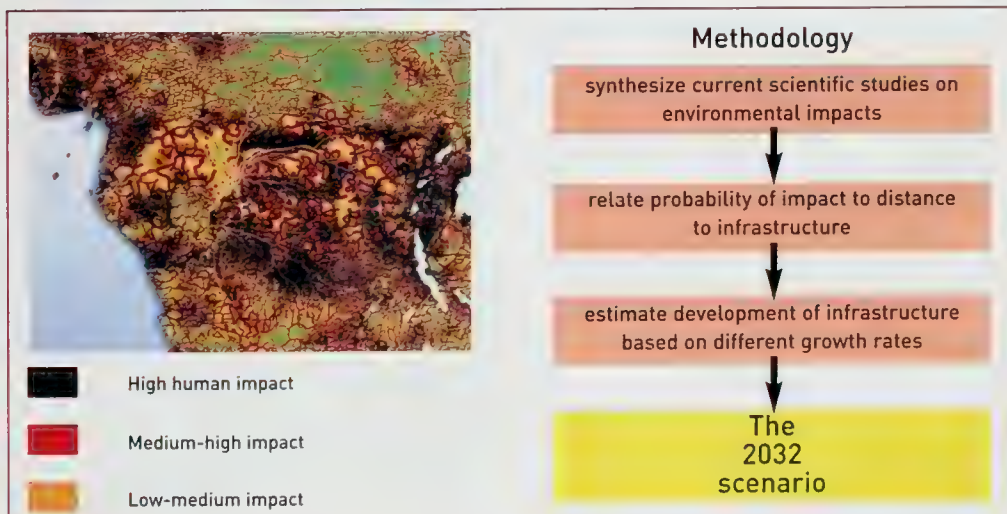 High human impact
Medium-high impact
Low-medium impact
Methodology
synthesize current scientific studies on
environmental impacts
relate probability of impact to distance
to infrastructure
estimate development of infrastructure
based on different growth rates
The
2032
scenario